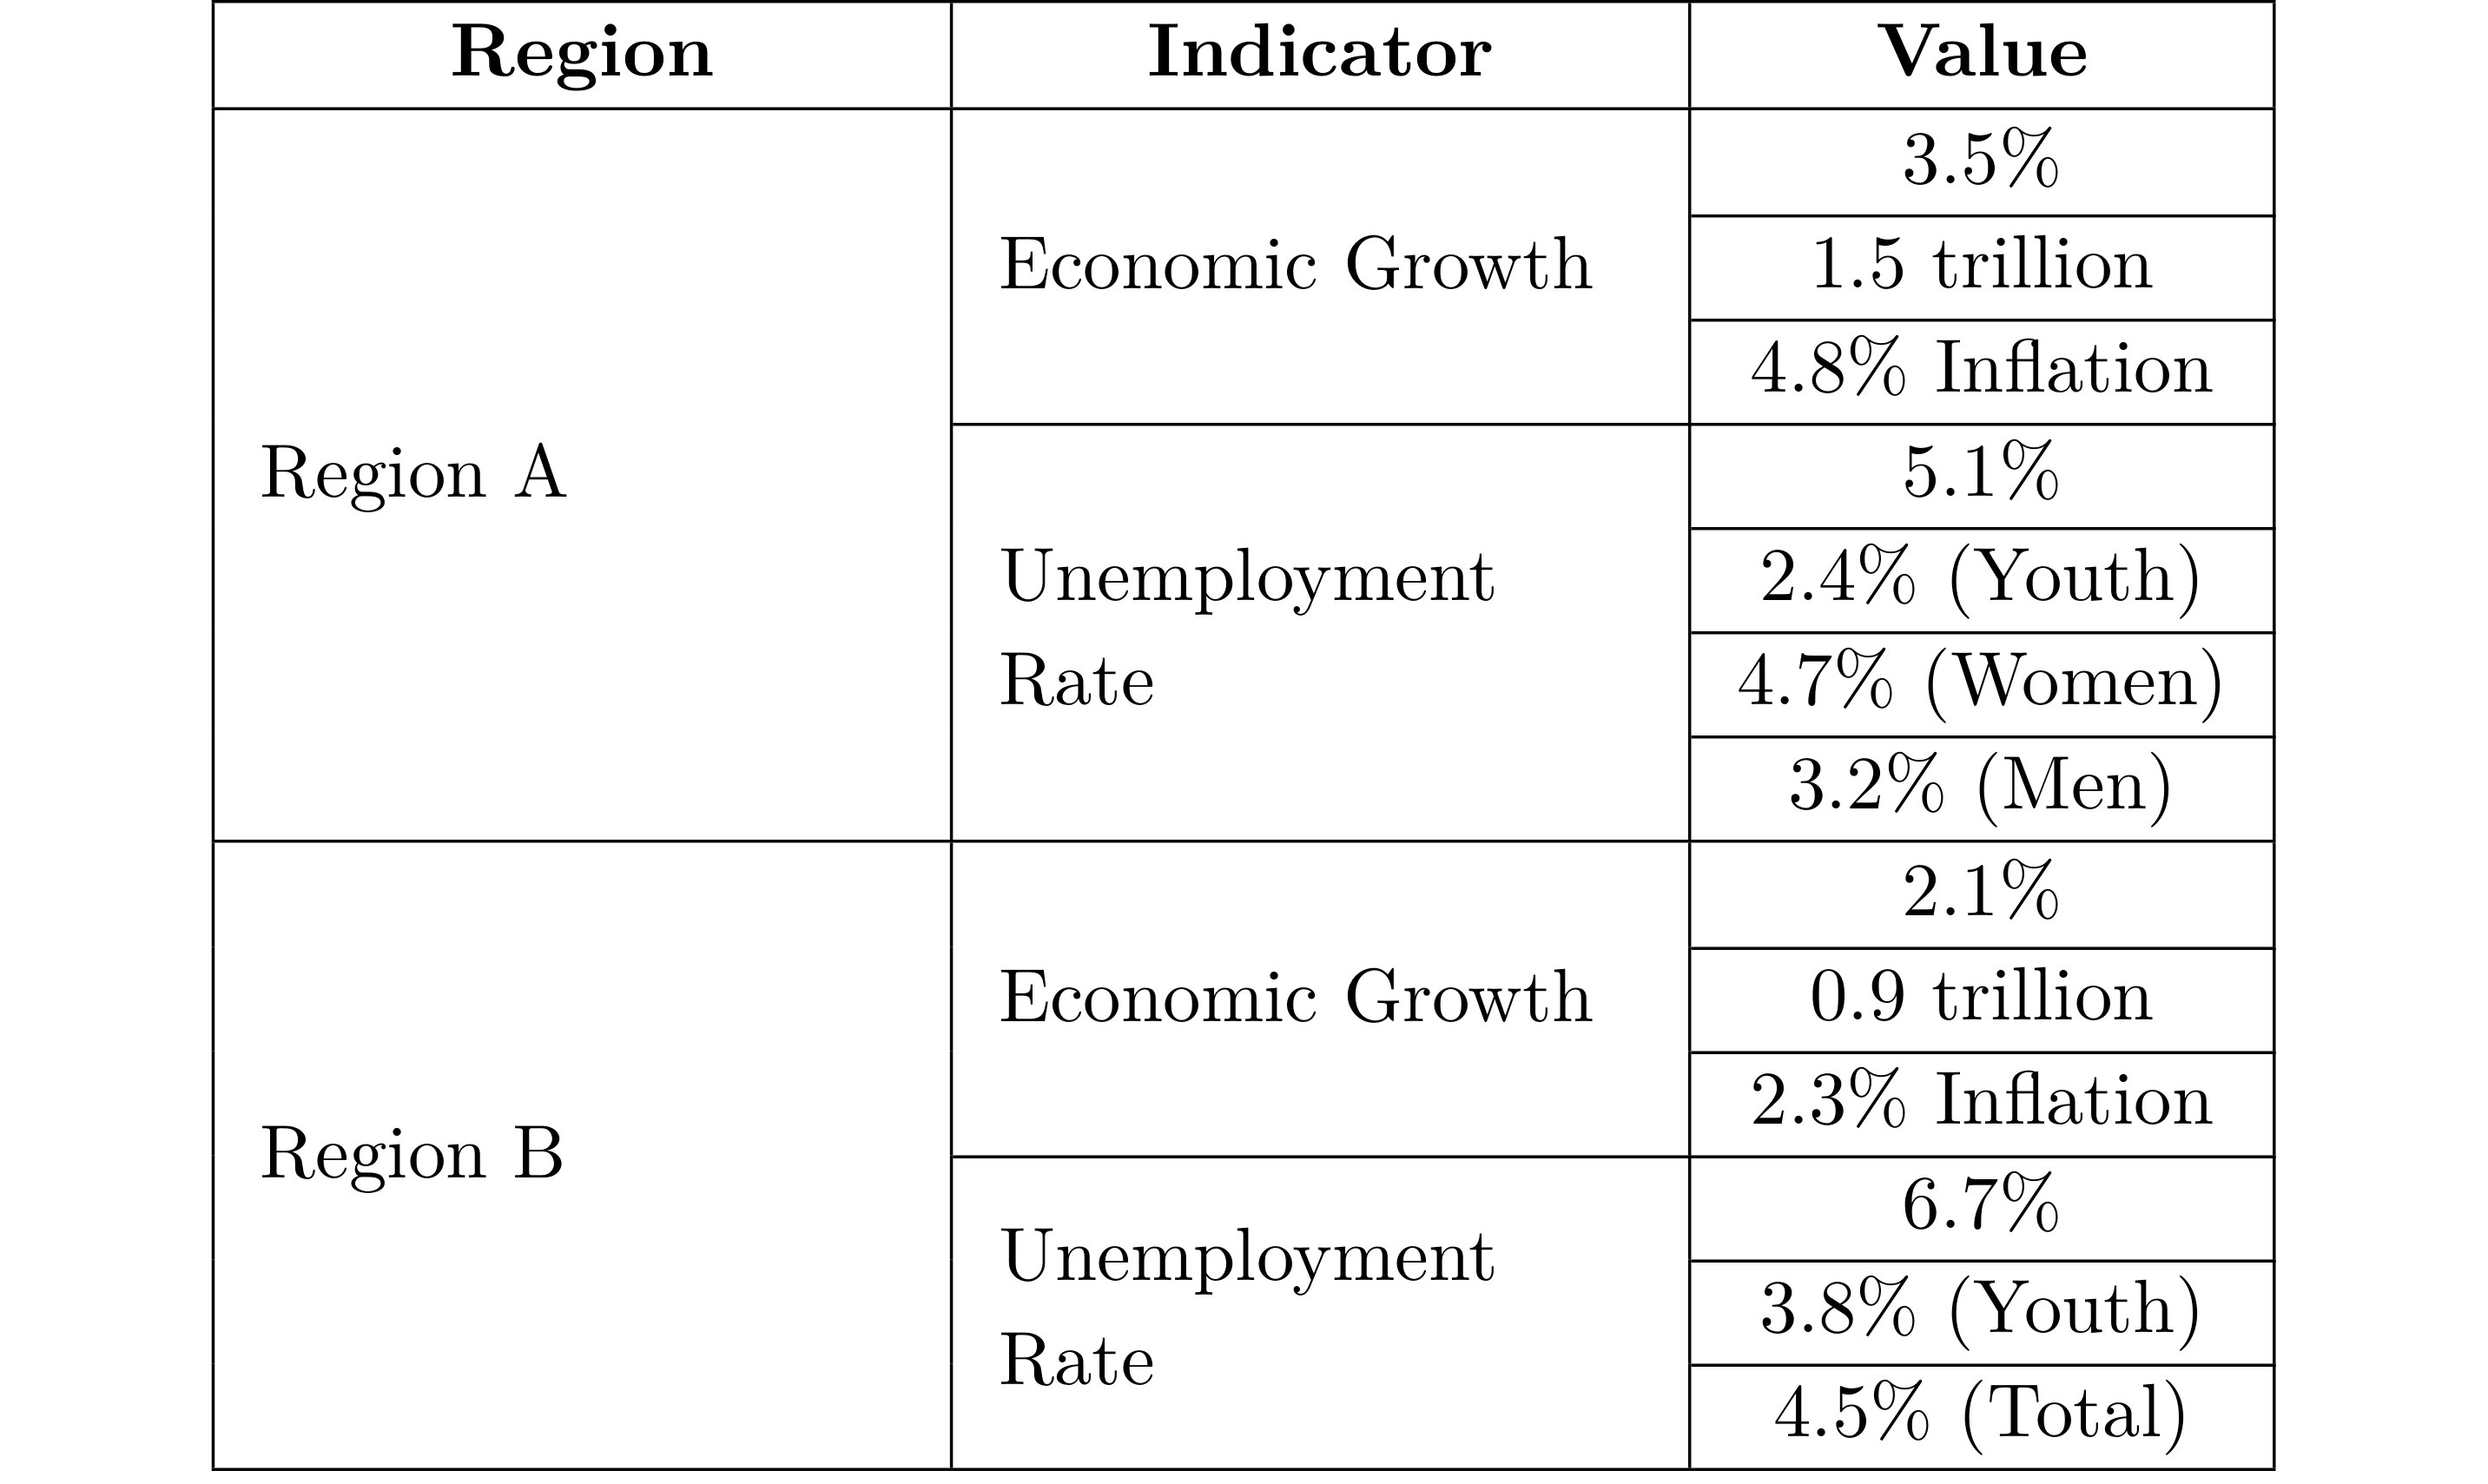 Region Indicator Value
3.5%
Economic Growth 1.5 trillion
4.8% Inflation
Region A 5.1%
Unemployment 2.4% (Youth)
Rate 4.7% (Women)
3.2% (Men)
2.1%
Economic Growth 0.9 trillion
2.3% Inflation
Region B 6.7%
Unemployment
3.8% (Youth)
Rate
4.5% (Total)